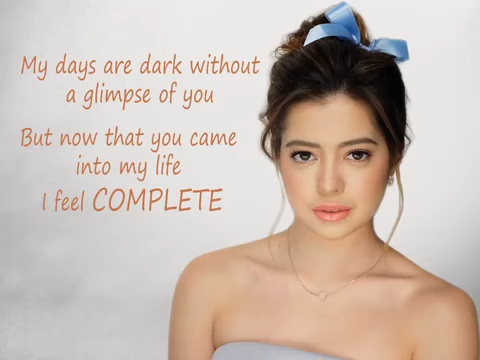 My days are dark without
a glimpse of you
But now that you came
into my life
I feel COMPLETE